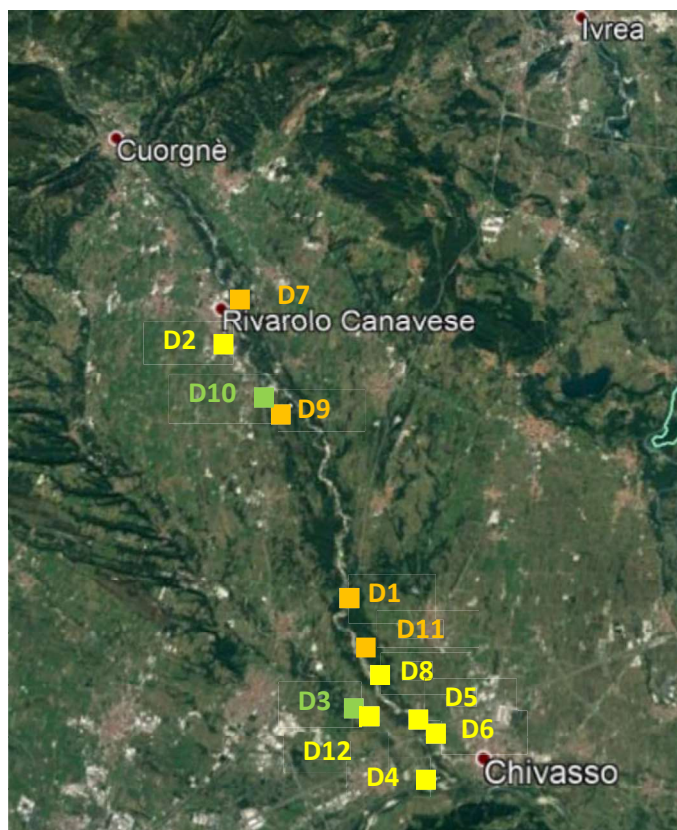 Ivrea
Cuorgnè
D7
Rivarolo Canavese
D2
D10
D9
D1
D11
D8
D3
D5
D6
D12
D4
Chivasso